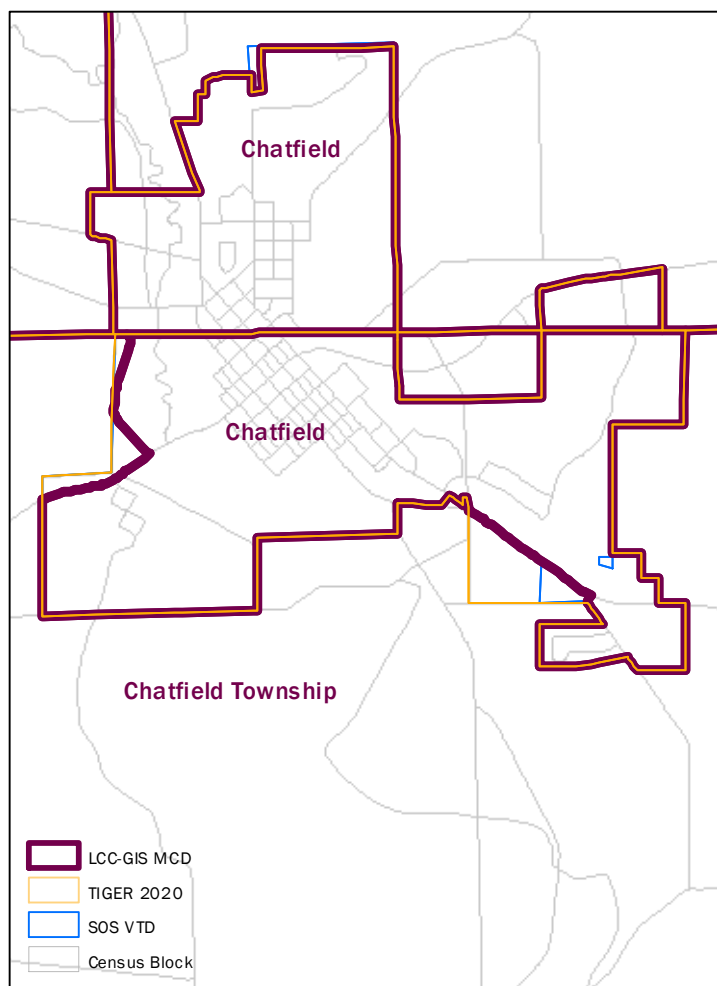 Chatfield
Chatfield
Chatfield Township
LCC-GIS MCD
TIGER 2020
SOS VTD
Census Block